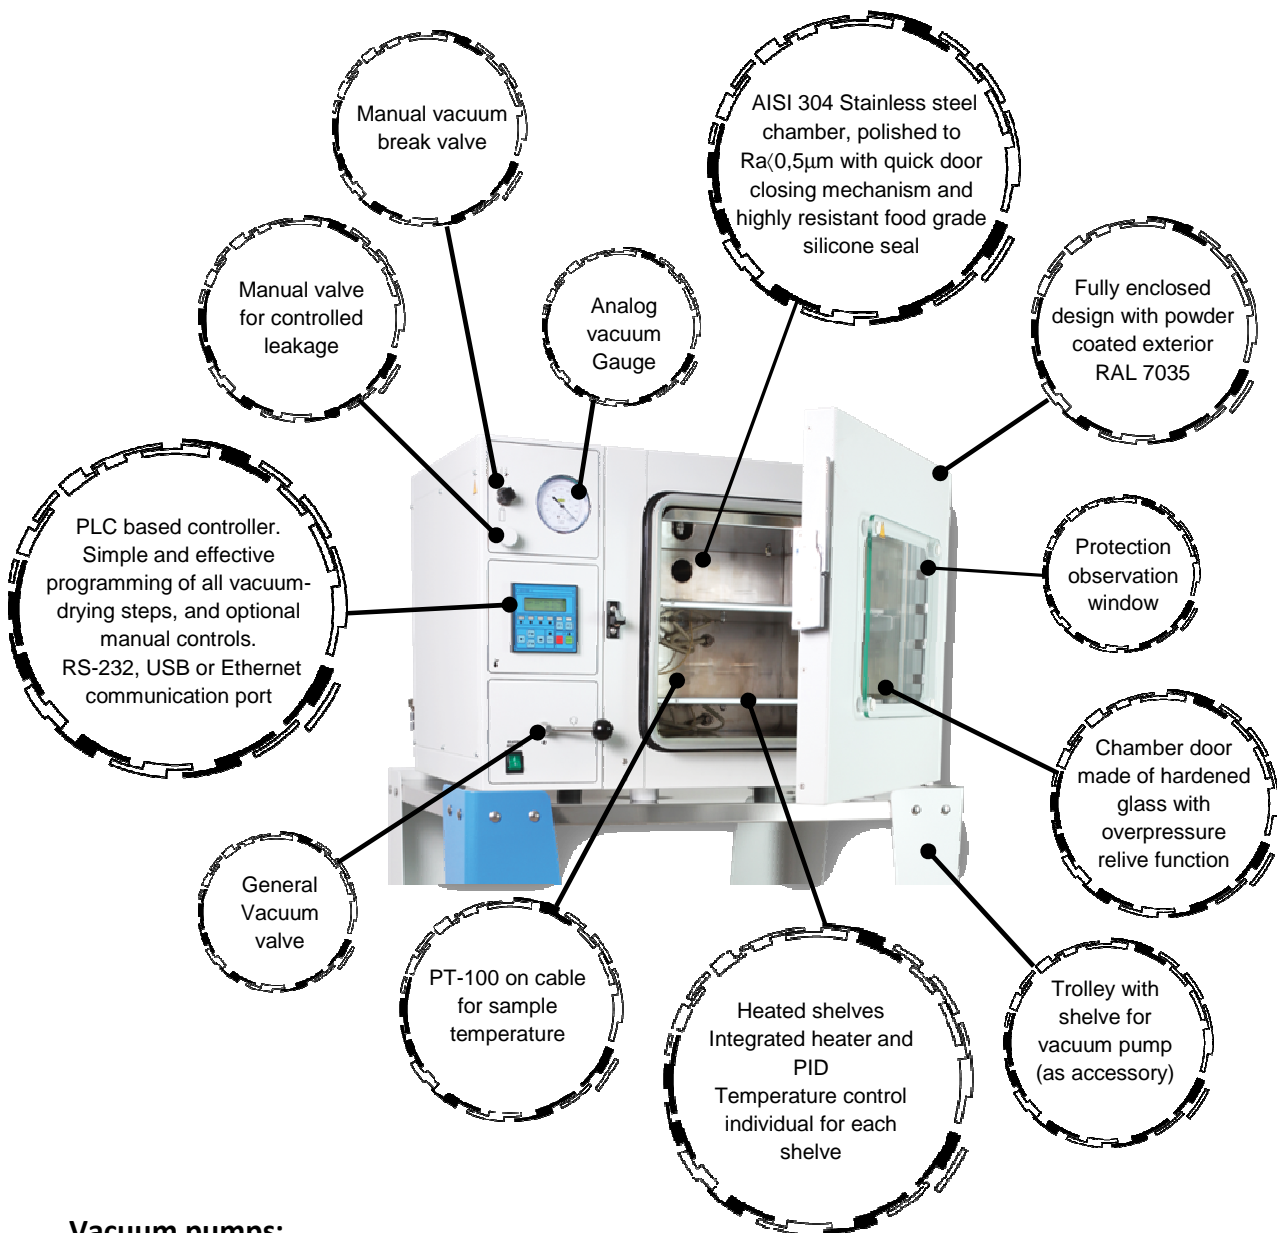 Manual vacuum
break valve
AISI 304 Stainless steel
chamber, polished to
Ra⟨0,5µm with quick door
closing mechanism and
highly resistant food grade
silicone seal
Manual valve
for controlled
leakage
Analog
vacuum
Gauge
Fully enclosed
design with powder
coated exterior
RAL 7035
PLC based controller.
Simple and effective
programming of all vacuum-
drying steps, and optional
manual controls.
RS-232, USB or Ethernet
communication port
Protection
observation
window
Chamber door
made of hardened
glass with
overpressure
relive function
General
Vacuum
valve
PT-100 on cable
for sample
temperature
Heated shelves
Integrated heater and
PID
Temperature control
individual for each
shelve
Trolley with
shelve for
vacuum pump
(as accessory)
Vacuum pumps: